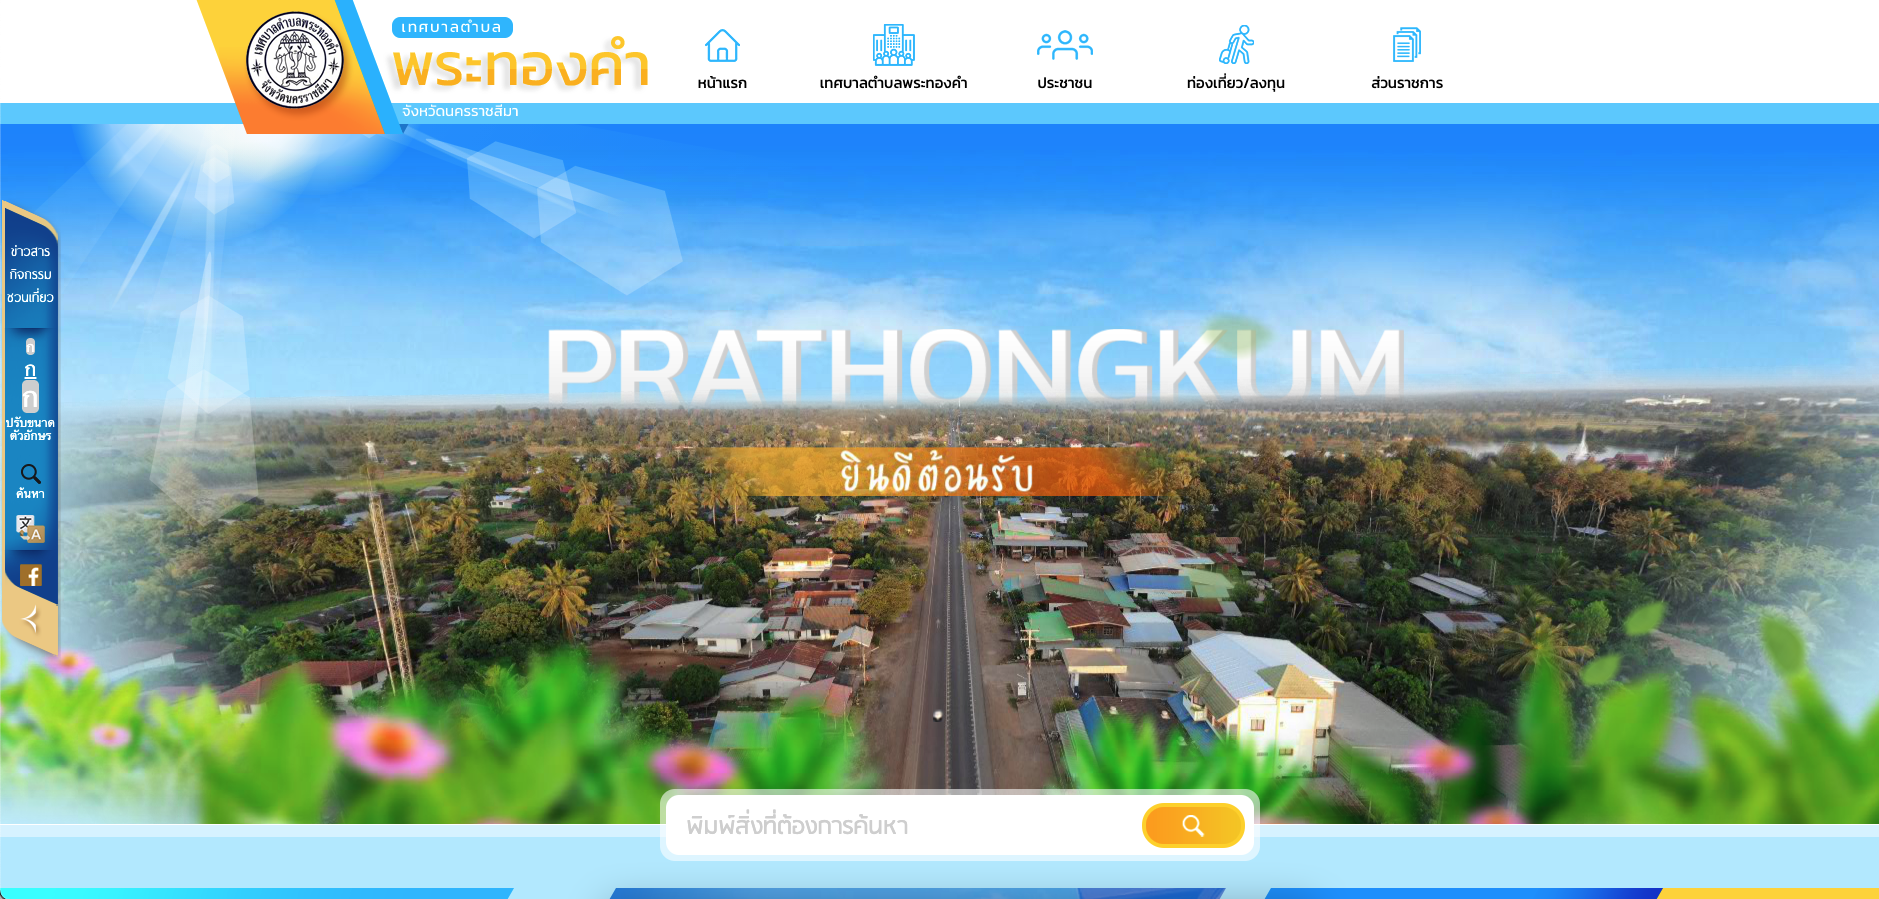 เทศบาลตำบลพระทองคำ
จังหวัดนครราชสีมา
เทศบาลตำบล
พระทองคำ
จังหวัดนครราชสีมา
หน้าแรก
เทศบาลตำบลพระทองคำ
ประชาชน
ท่องเที่ยว/ลงทุน
ส่วนราชการ
PRATHONGKUM
ยินดีต้อนรับ
ข่าวสาร
กิจกรรม
ชวนเที่ยว
ก
ก
ก
ปรับขนาด
ตัวอักษร
ค้นหา
文
A
พิมพ์สิ่งที่ต้องการค้นหา